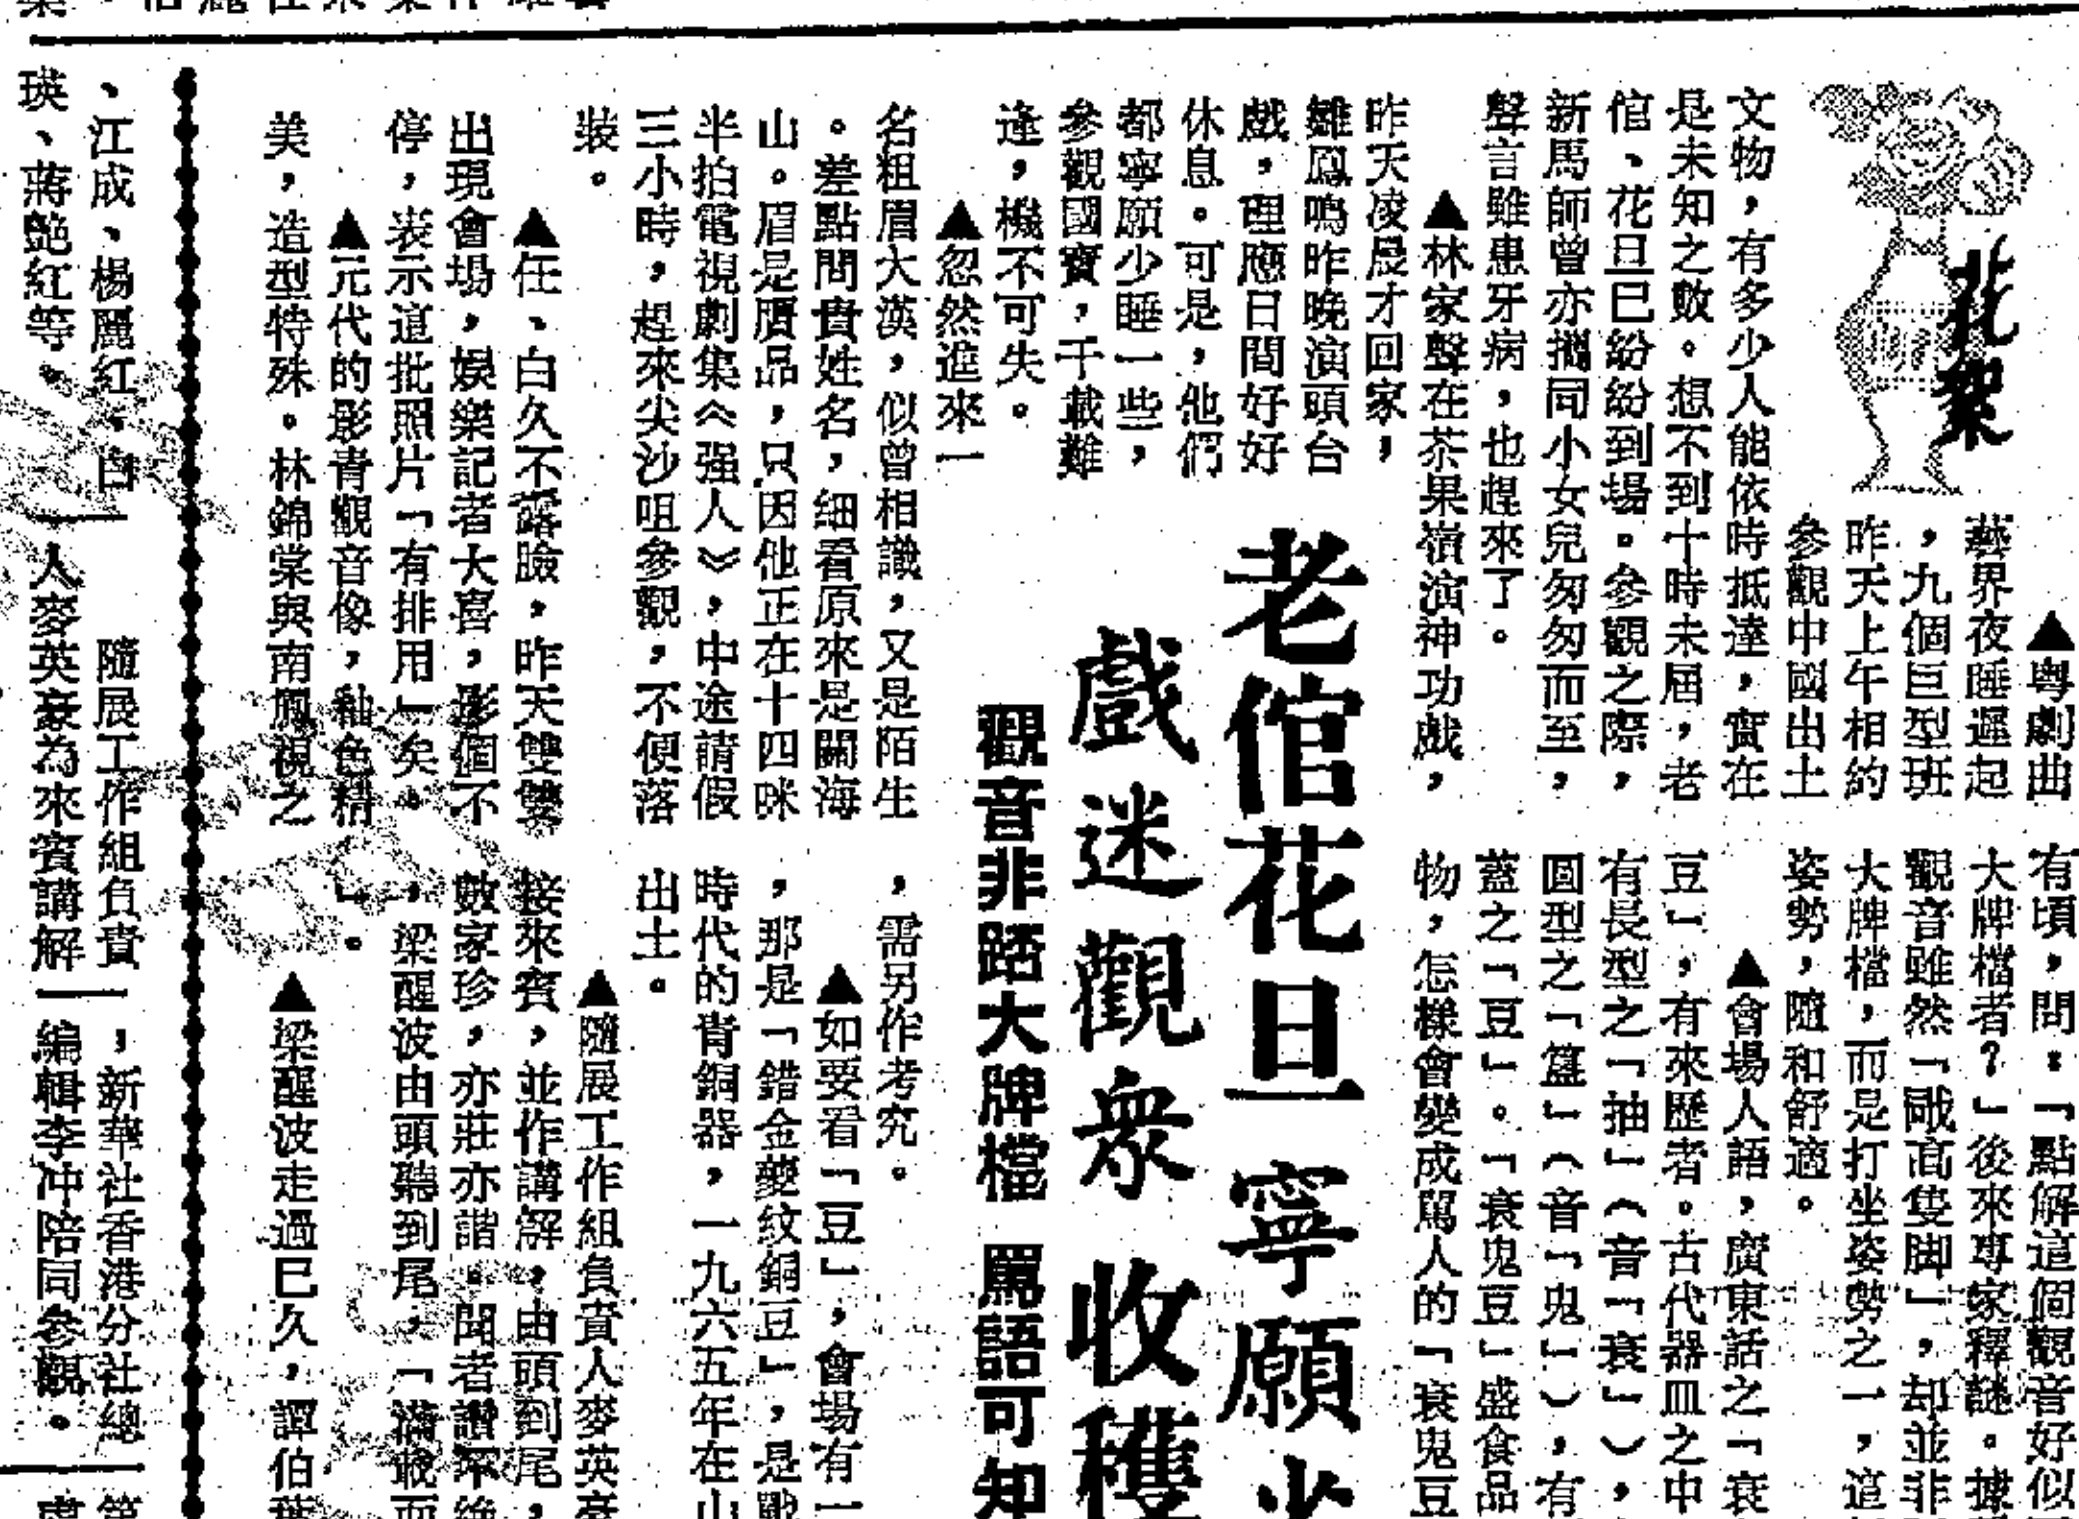 花絮
▲粵劇曲
藝界夜睡遲起
，九個巨型班
昨天上午相約
參觀中國出土
文物，有多少人能依時抵達，實在
是未知之數。想不到十時未屆，老
倌、花旦已紛紛到場。參觀之際，
新馬師曾亦攜同小女兒匆匆而至，
聲言雖患牙病，也趕來了。
▲林家聲在茶果嶺演神功戲，
昨天凌晨才回家，
雛鳳鳴昨晚演頭台
戲，理應日間好好
休息。可是，他們
都寧願少睡一些，
參觀國寶，千載難
逢，機不可失。
▲忽然進來一
名粗眉大漢，似曾相識，又是陌生
。差點問貴姓名，細看原來是關海
山。眉是贋品，只因他正在十四咪
半拍電視劇集《强人》，中途請假
三小時，趕來尖沙咀參觀，不便落
裝。
▲任、白久不露臉，昨天雙雙
出現會場，娛樂記者大喜，影個不
停，表示這批照片「有排用」矣。
▲元代的影青觀音像，釉色精
美，造型特殊。林錦棠與南鳳視之
老倌花旦 寧願
戲迷觀衆 收穫
觀音非踎大牌檔 駡語可知
有頃，問：「點解這個觀音好似
大牌檔者？」後來專家釋謎。據
觀音雖然「戙高隻脚」，却並非
大牌檔，而是打坐姿勢之一，這
姿勢，隨和舒適。
▲會場人語，廣東話之「衰
豆」，有來歷者。古代器皿之中
有長型之「抽」（音「衰」），
圓型之「簋」（音「鬼」），有
蓋之「豆」。「衰鬼豆」盛食品
物，怎樣會變成駡人的「衰鬼豆
，需另作考究。
▲如要看「豆」，會場有一
，那是「錯金夔紋銅豆」，是戰
時代的青銅器，一九六五年在山
出土。
▲隨展工作組負責人麥英豪
接來賓，並作講解，由頭到尾，
數家珍，亦莊亦諧。聞者讚不絕
，梁醒波由頭聽到尾，「滿載而
」。
▲梁醒波走過已久，譚伯葉
、江成、楊麗紅、白
瑛、蔣艷紅等。
隨展工作組負責
人麥英豪為來賓講解
，新華社香港分社總
編輯李冲陪同參觀。